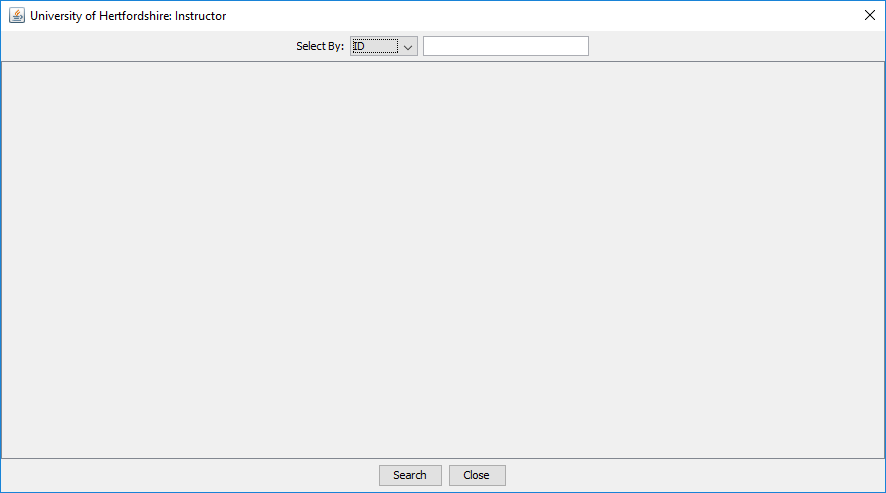 University of Hertfordshire: Instructor
Select By: ID
Search Close